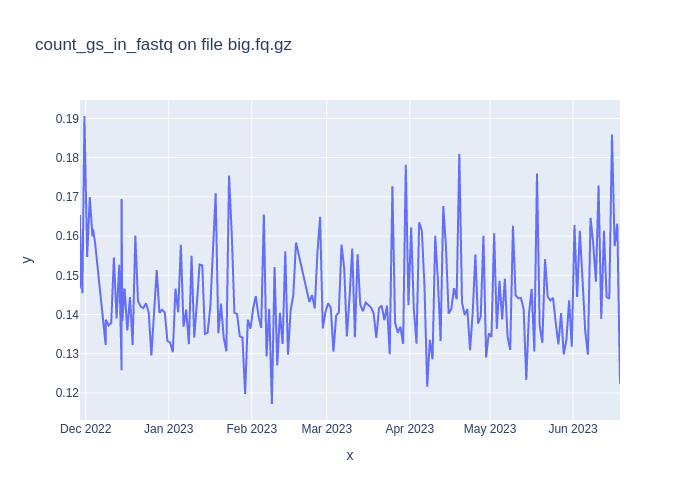 count_gs_in_fastq on file big.fq.gz
0.19
0.18
0.17
0.16
0.15
0.14
0.13
0.12
y
Dec 2022 Jan 2023 Feb 2023 Mar 2023 Apr 2023 May 2023 Jun 2023
x